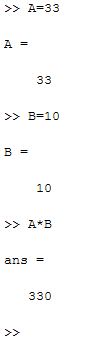 >> A=33
A =
33
>> B=10
B =
10
>> A*B
ans =
330
>>